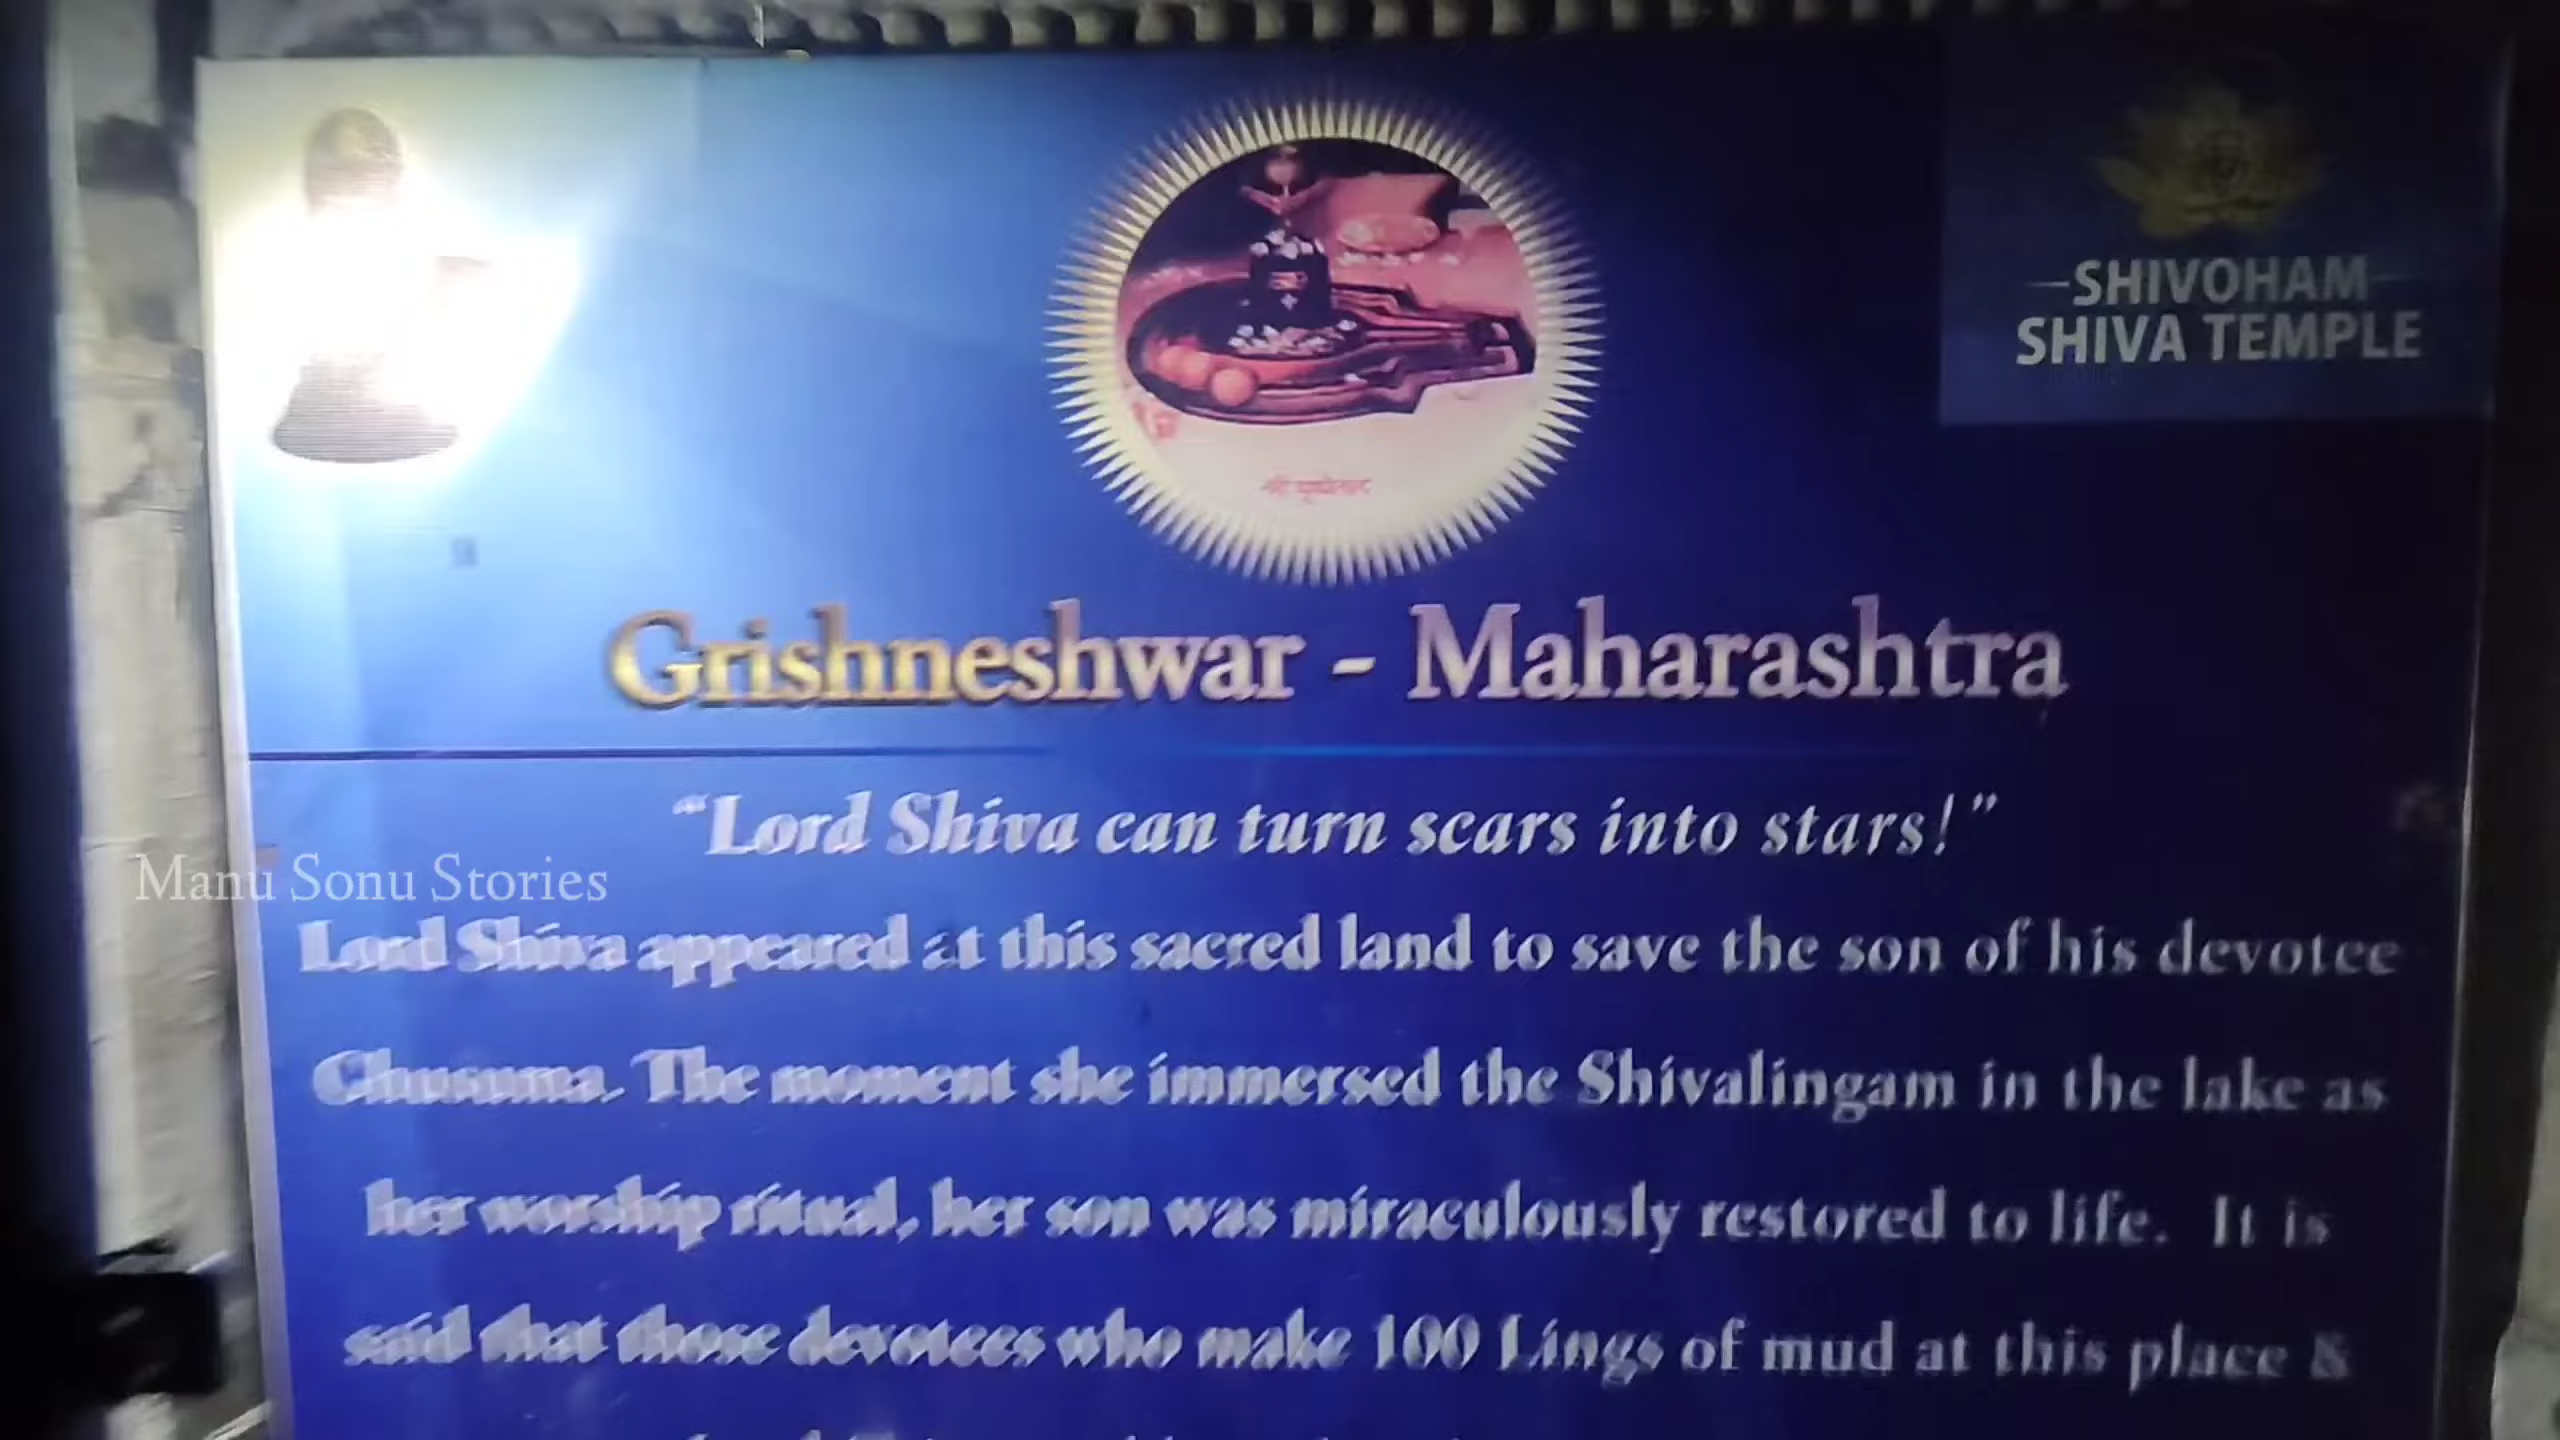 SHIVOHAM
SHIVA TEMPLE
Grishneshwar - Maharashtra
“Lord Shiva can turn scars into stars!”
Manu Sonu Stories
Lord Shiva appeared at this sacred land to save the son of his devotee
Ghusuma. The moment she immersed the Shivalingam in the lake as
her worship ritual, her son was miraculously restored to life. It is
said that those devotees who make 100 Lings of mud at this place &